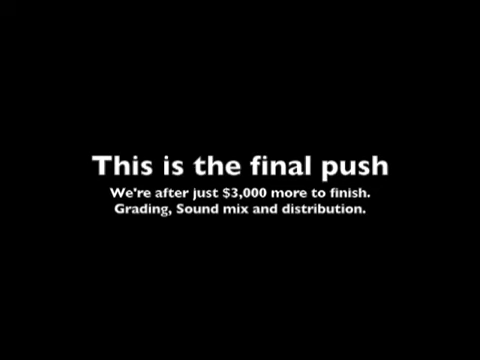 This is the final push
We're after just $3,000 more to finish.
Grading, Sound mix and distribution.